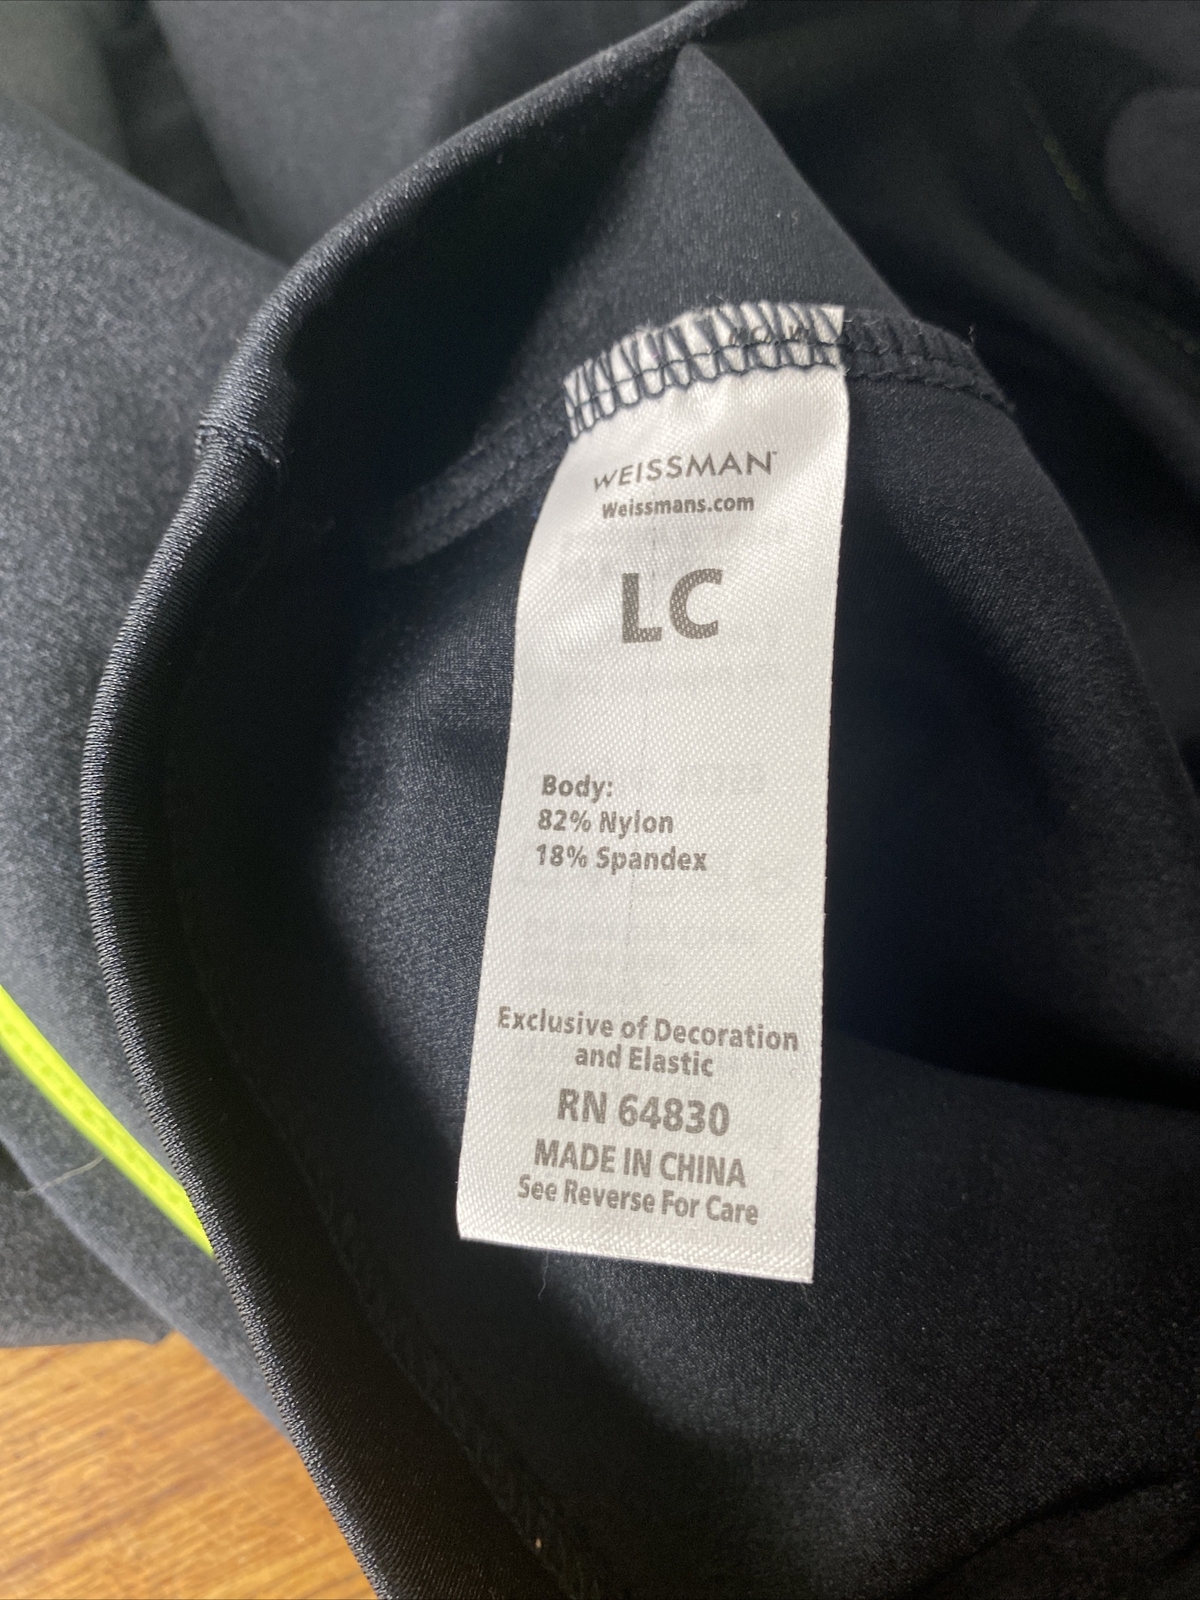 WEISSMAN™
Weissmans.com
LC
Body:
82% Nylon
18% Spandex
Exclusive of Decoration
and Elastic
RN 64830
MADE IN CHINA
See Reverse For Care